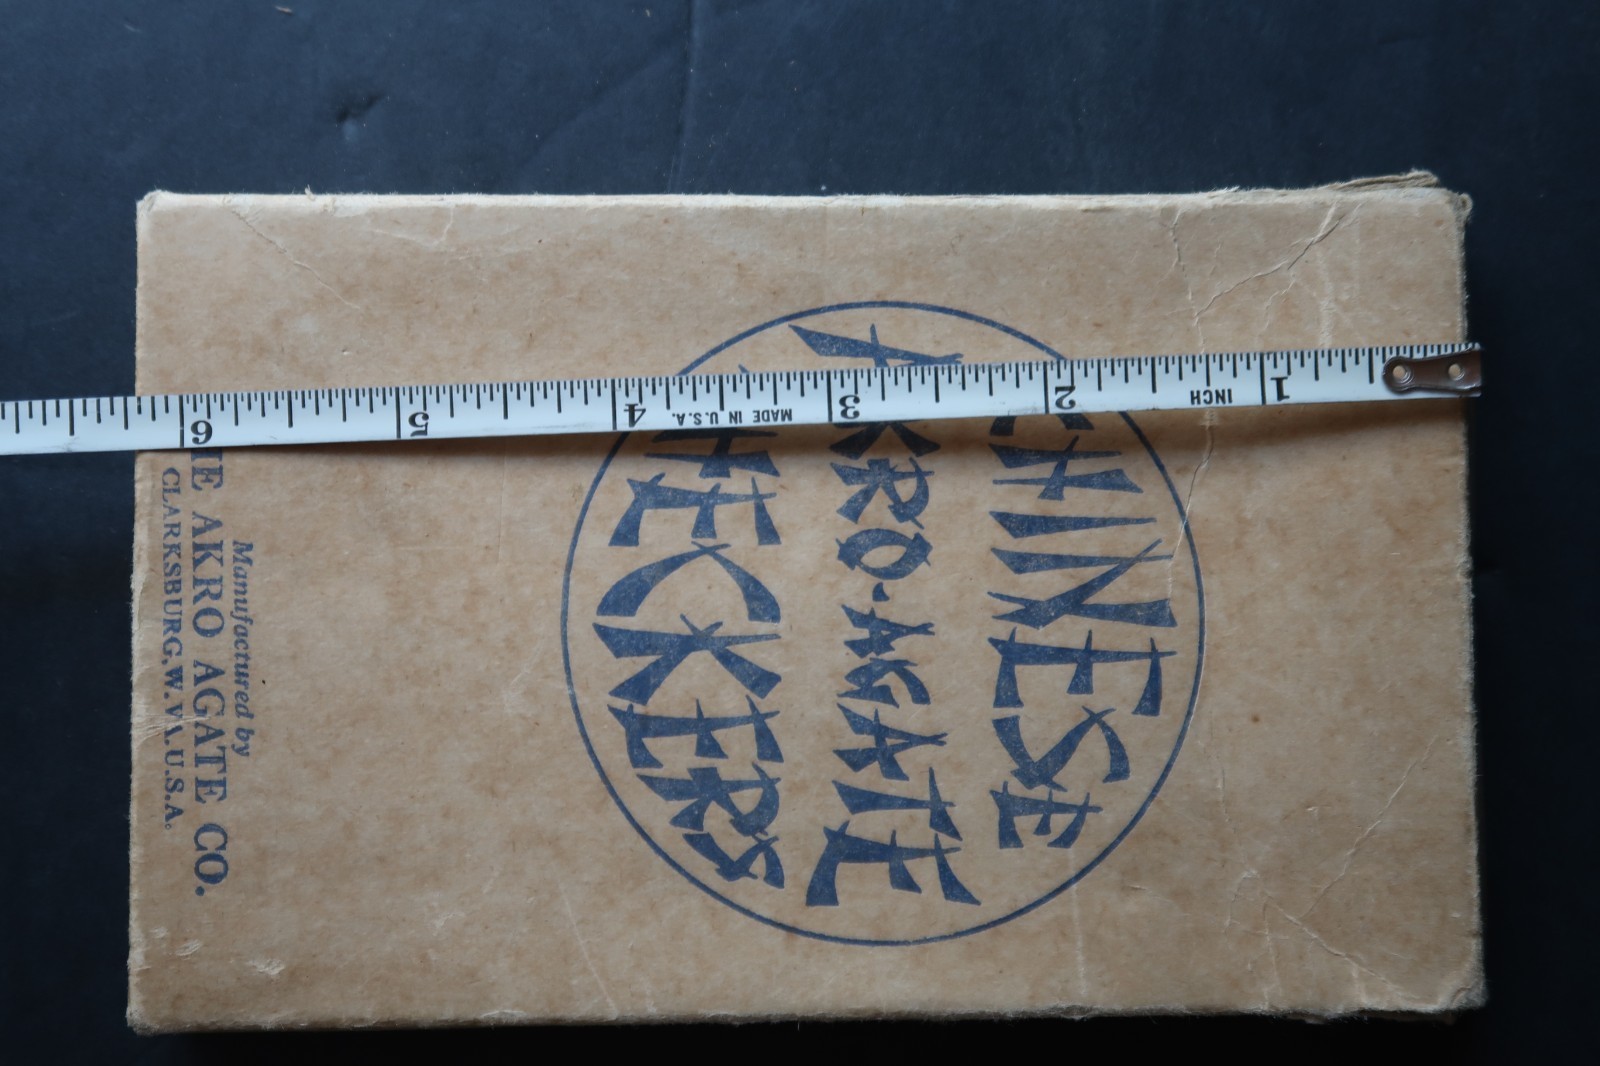 CHINESE
AKRO-AGATE
CHECKERS
Manufactured by
THE AKRO AGATE CO.
CLARKSBURG, W. VA. U.S.A.
1
INCH
2
3
MADE IN U.S.A.
4
5
6